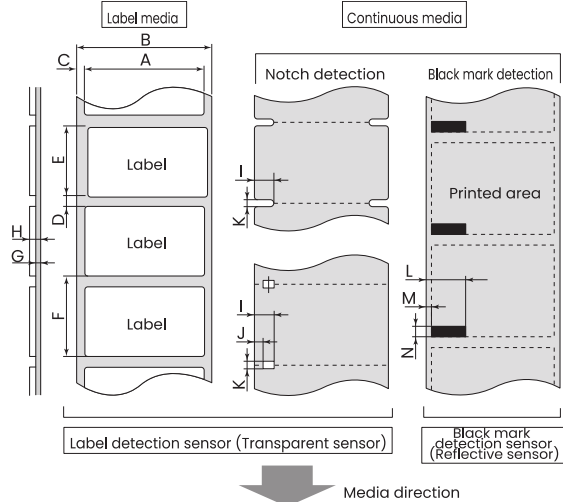 Label media
Continuous media
B
C
A
Notch detection
Black mark detection
E
Label
I
Printed area
D
K
H
Label
G
L
I
M
F
J
Label
N
K
Label detection sensor (Transparent sensor)
Black mark
detection sensor
(Reflective sensor)
Media direction